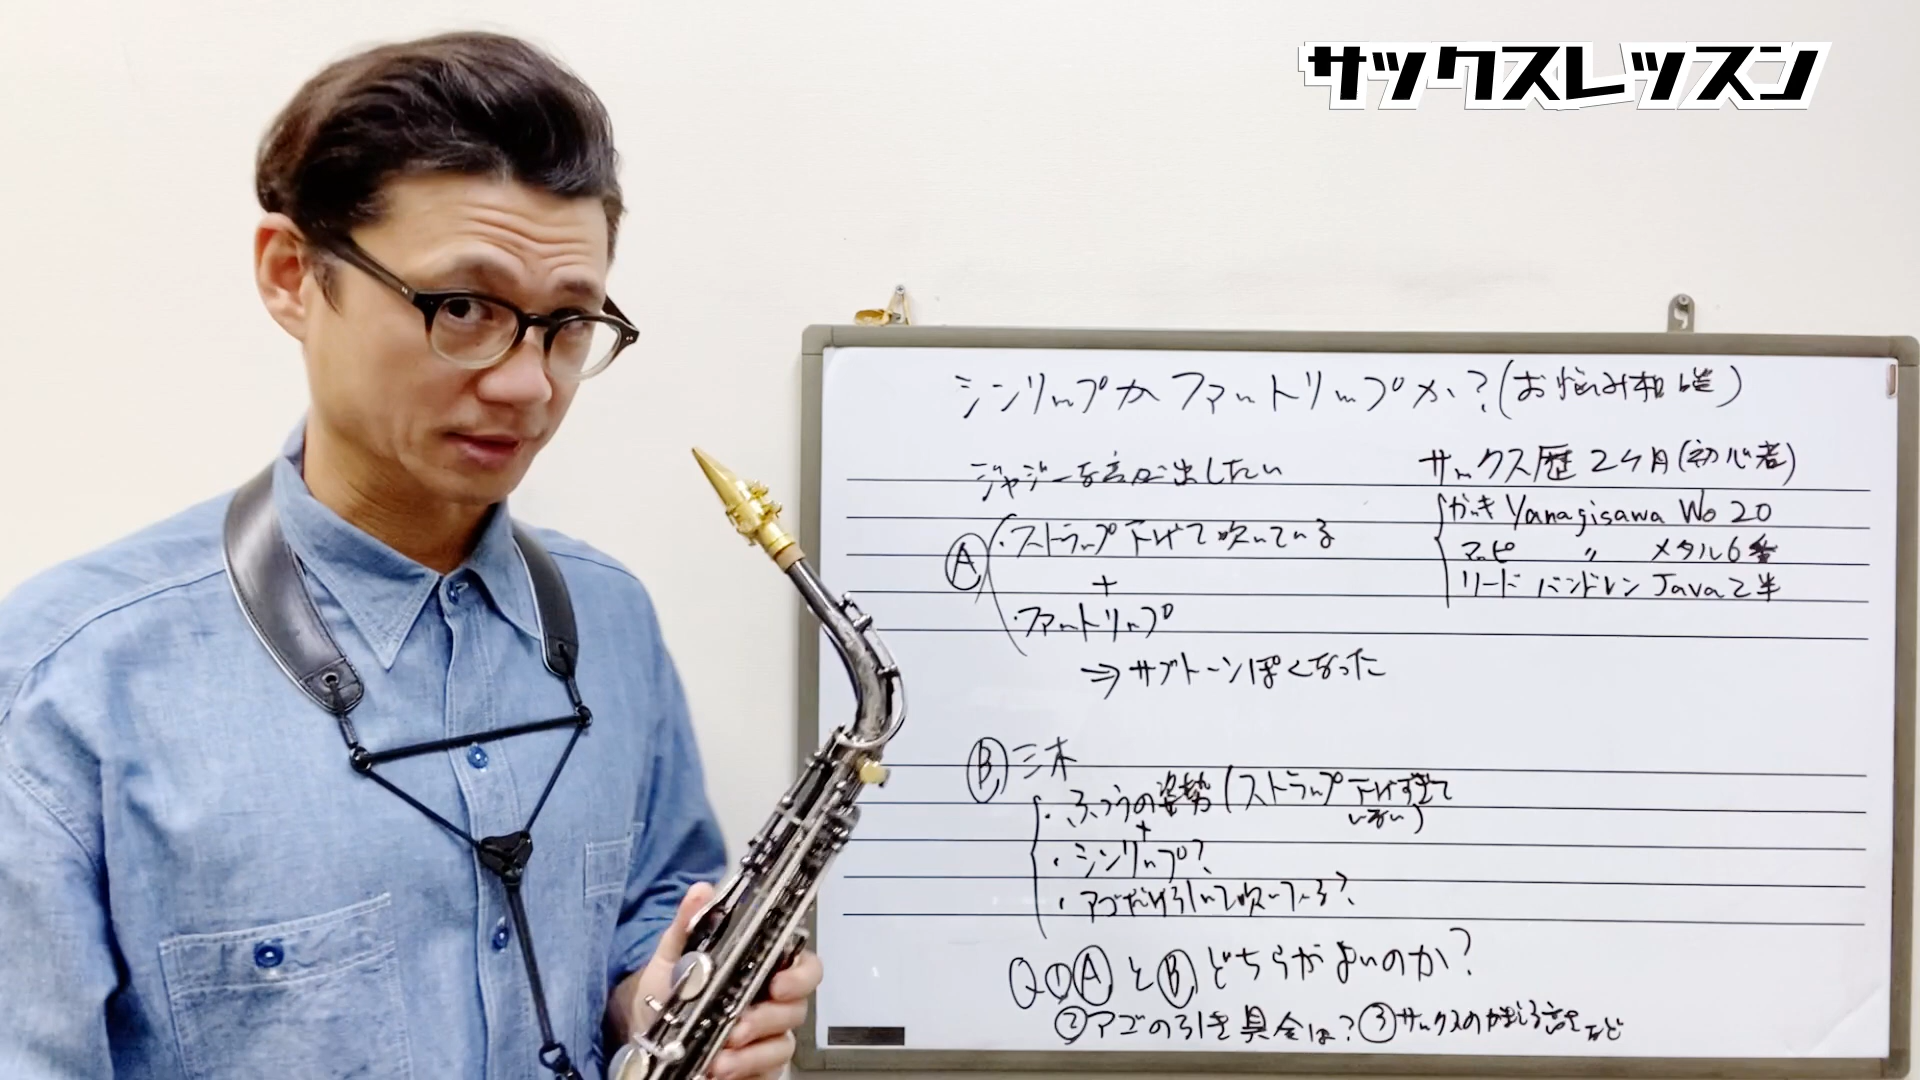 サックスレッスン
シンリップか ファットリップか?(お悩み相談)
ジャジーな音が出したい
サックス歴 2ケ月(初心者)
がっき Yanagisawa Wo 20
マッピ 〃 メタル6番
リード バンドレン Java 2半
Ⓐ ・ストラップ下げて吹いている
+
・ファットリップ
⇒サブトーンぽくなった
Ⓑ 三木
・ふつうの姿勢(ストラップ下げすぎて
いない)
+
・シンリップ?
・アゴだけ引いて吹いている?
Q ①ⒶとⒷどちらがよいのか?
②アゴの引き具合は? ③サックスの
など